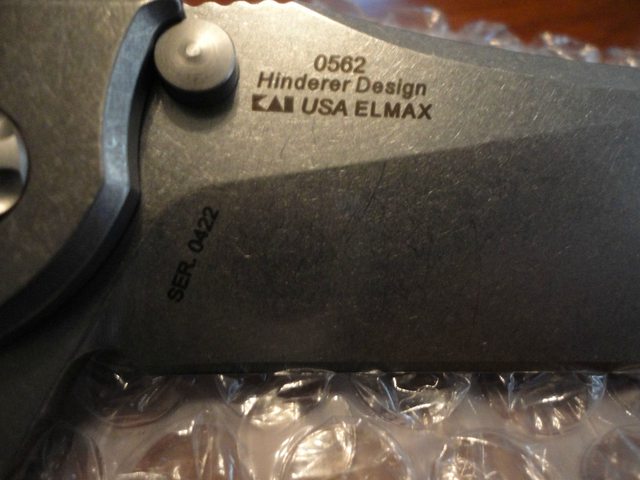 0562
Hinderer Design
KAI USA ELMAX
SER. 0422